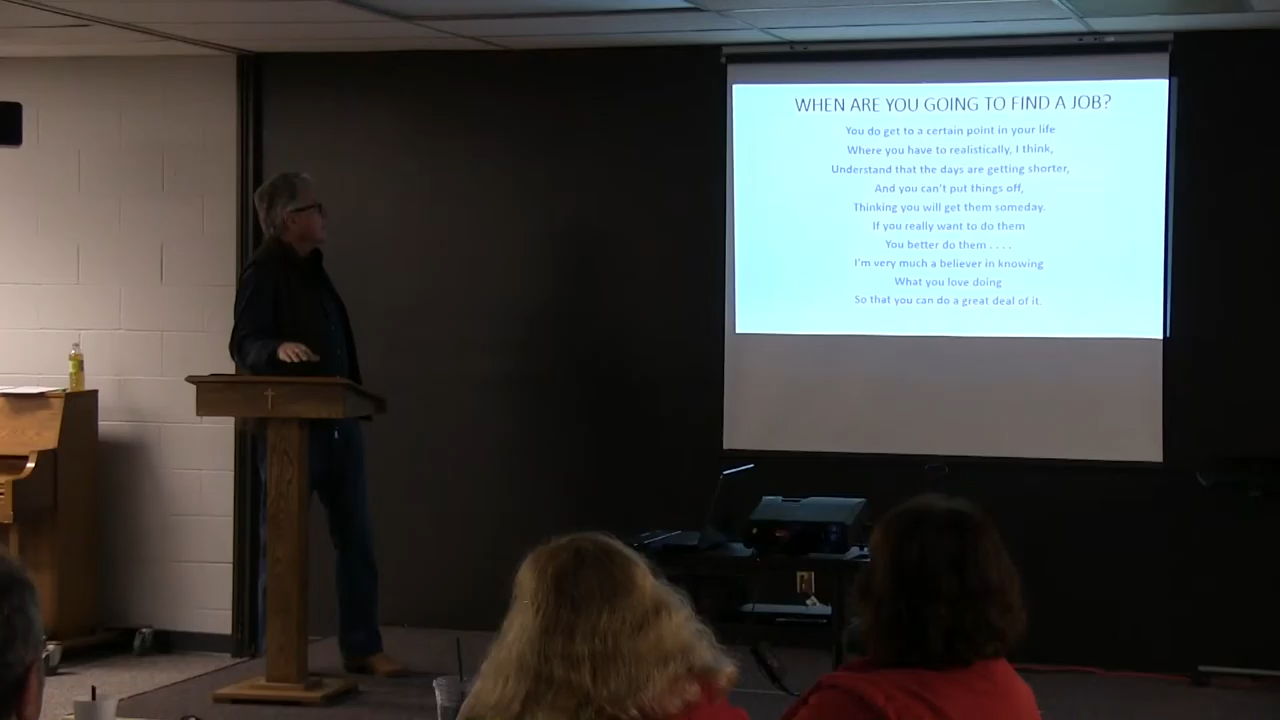 WHEN ARE YOU GOING TO FIND A JOB?
You do get to a certain point in your life
Where you have to realistically, I think,
Understand that the days are getting shorter,
And you can't put things off,
Thinking you will get them someday.
If you really want to do them
You better do them . . . .
I'm very much a believer in knowing
What you love doing
So that you can do a great deal of it.